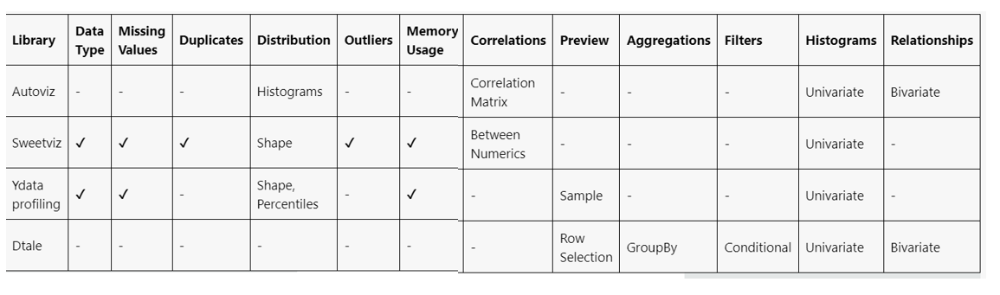 Library Data Type Missing Values Duplicates Distribution Outliers Memory Usage Correlations Preview Aggregations Filters Histograms Relationships
Autoviz - - - Histograms - - Correlation Matrix - - - Univariate Bivariate
Sweetviz ✓ ✓ ✓ Shape ✓ ✓ Between Numerics - - - Univariate -
Ydata profiling ✓ ✓ - Shape, Percentiles - ✓ - Sample - - Univariate -
Dtale - - - - - - - Row Selection GroupBy Conditional Univariate Bivariate